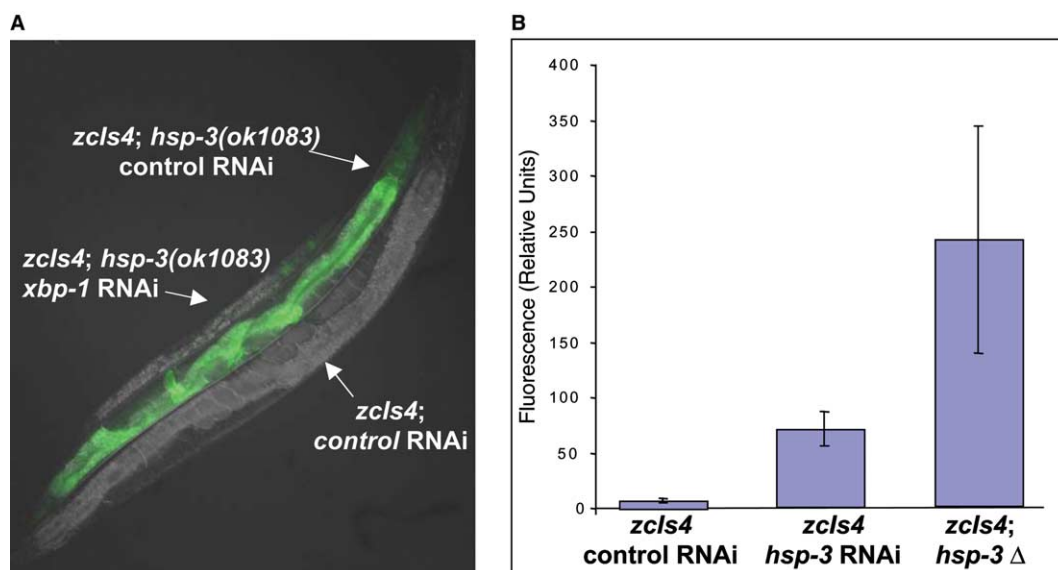 A
zcIs4; hsp-3(ok1083)
control RNAi
zcIs4; hsp-3(ok1083)
xbp-1 RNAi
zcIs4;
control RNAi
B
Fluorescence (Relative Units)
400
350
300
250
200
150
100
50
0
zcIs4
control RNAi
zcIs4
hsp-3 RNAi
zcIs4;
hsp-3 Δ